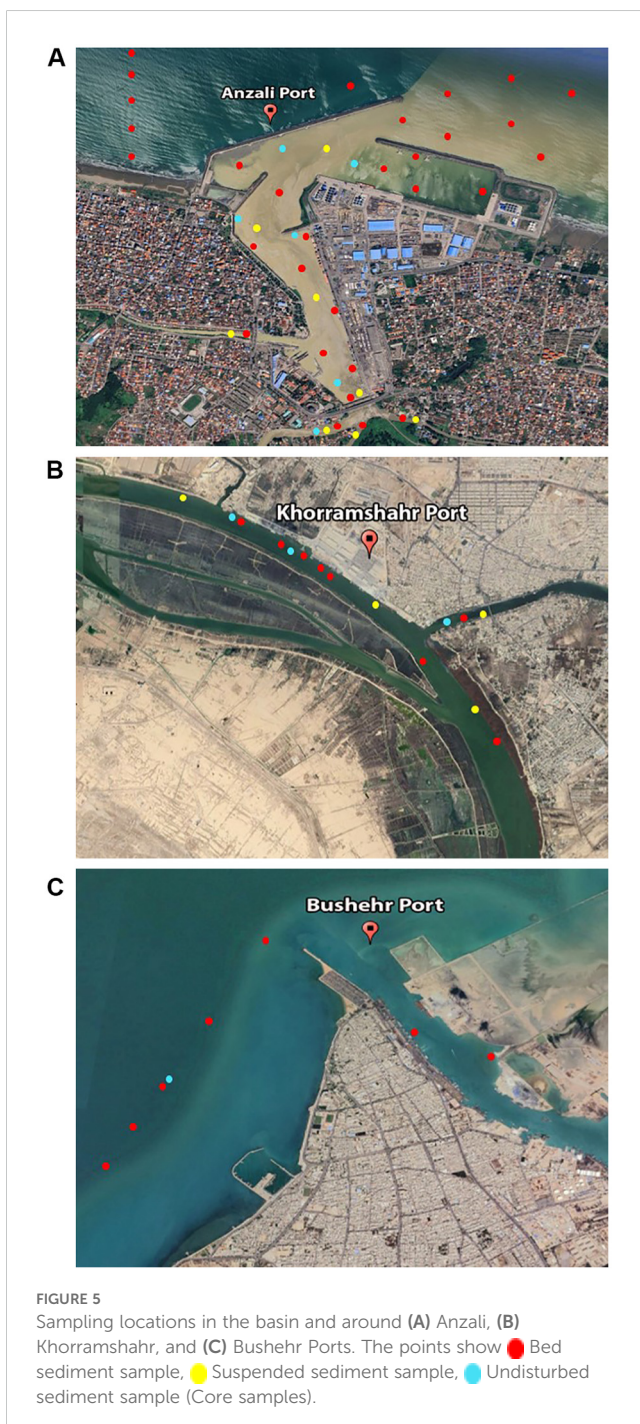 A
Anzali Port
B
Khorramshahr Port
C
Bushehr Port
FIGURE 5
Sampling locations in the basin and around (A) Anzali, (B)
Khorramshahr, and (C) Bushehr Ports. The points show Bed
sediment sample, Suspended sediment sample, Undisturbed
sediment sample (Core samples).